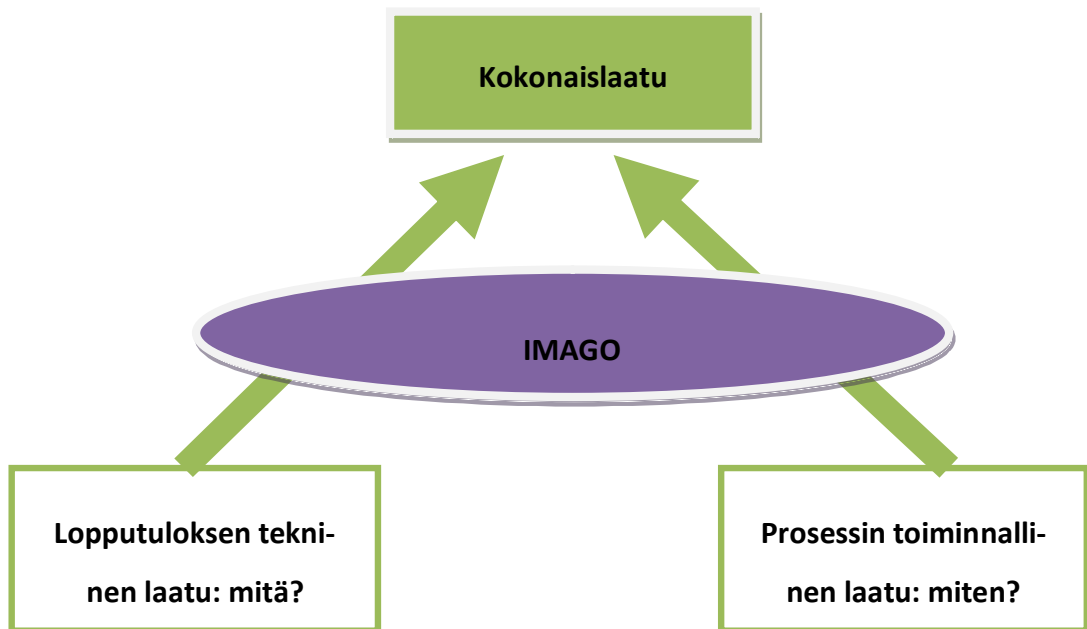 Kokonaislaatu
IMAGO
Lopputuloksen tekni-
nen laatu: mitä?
Prosessin toiminnalli-
nen laatu: miten?